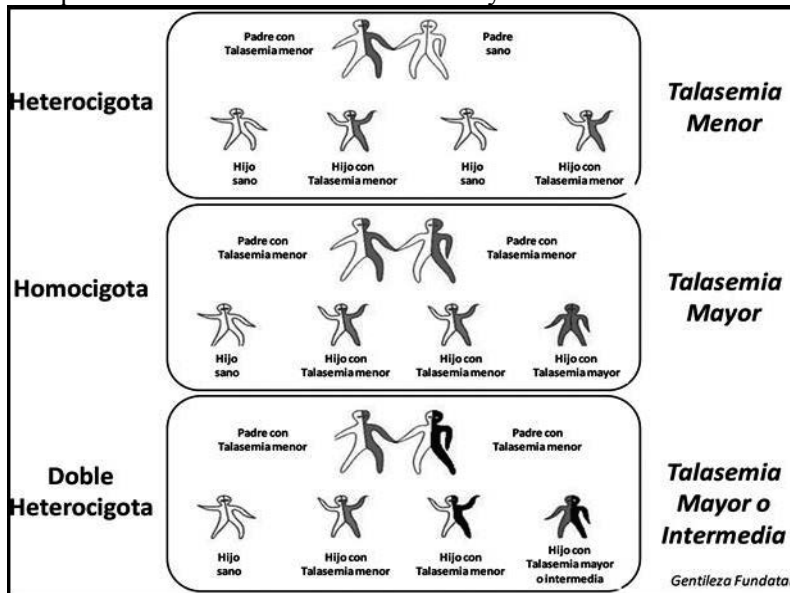 Heterocigota
Padre con
Talasemia menor
Padre
sano
Hijo
sano
Hijo con
Talasemia menor
Hijo
sano
Hijo con
Talasemia menor
Talasemia
Menor
Homocigota
Padre con
Talasemia menor
Padre con
Talasemia menor
Hijo
sano
Hijo con
Talasemia menor
Hijo con
Talasemia menor
Hijo con
Talasemia mayor
Talasemia
Mayor
Doble
Heterocigota
Padre con
Talasemia menor
Padre con
Talasemia menor
Hijo
sano
Hijo con
Talasemia menor
Hijo con
Talasemia menor
Hijo con
Talasemia mayor
o intermedia
Talasemia
Mayor o
Intermedia
Gentileza Fundatal